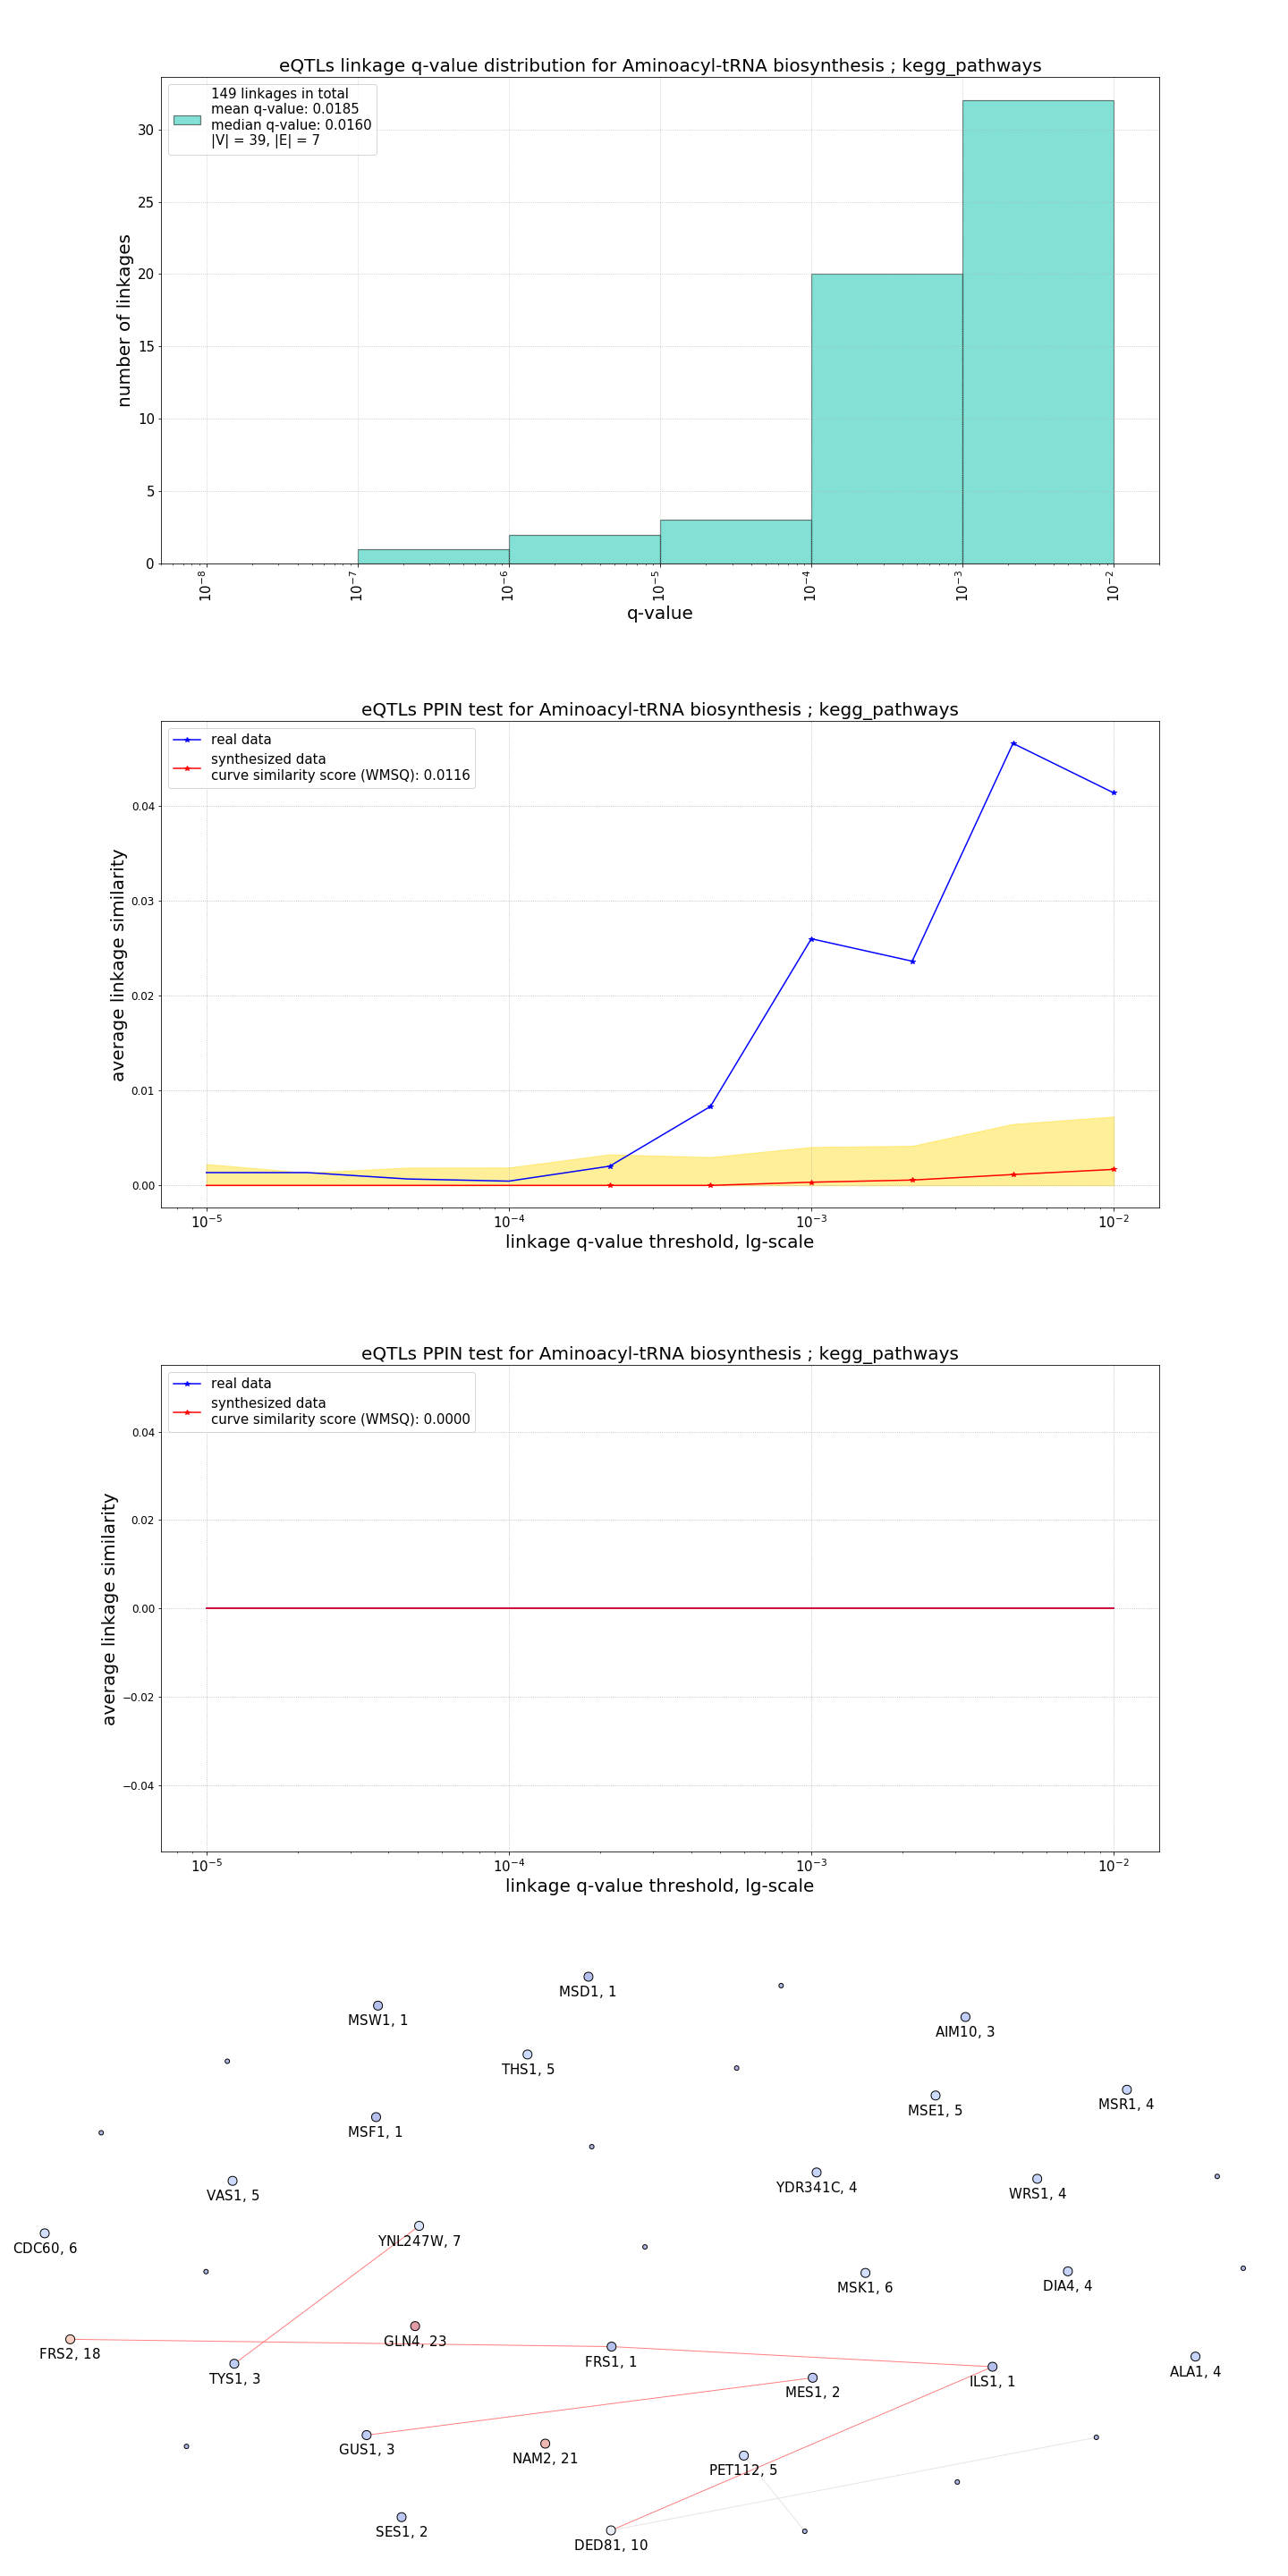 eQTLs linkage q-value distribution for Aminoacyl-tRNA biosynthesis ; kegg_pathways
149 linkages in total
mean q-value: 0.0185
median q-value: 0.0160
|V| = 39, |E| = 7
number of linkages
30
25
20
15
10
5
0
10⁻⁸
10⁻⁷
10⁻⁶
10⁻⁵
10⁻⁴
10⁻³
10⁻²
q-value
eQTLs PPIN test for Aminoacyl-tRNA biosynthesis ; kegg_pathways
real data
synthesized data
curve similarity score (WMSQ): 0.0116
average linkage similarity
0.04
0.03
0.02
0.01
0.00
10⁻⁵
10⁻⁴
10⁻³
10⁻²
linkage q-value threshold, lg-scale
eQTLs PPIN test for Aminoacyl-tRNA biosynthesis ; kegg_pathways
real data
synthesized data
curve similarity score (WMSQ): 0.0000
average linkage similarity
0.04
0.02
0.00
−0.02
−0.04
10⁻⁵
10⁻⁴
10⁻³
10⁻²
linkage q-value threshold, lg-scale
MSD1, 1
MSW1, 1
AIM10, 3
THS1, 5
MSE1, 5
MSR1, 4
MSF1, 1
YDR341C, 4
WRS1, 4
VAS1, 5
YNL247W, 7
CDC60, 6
MSK1, 6
DIA4, 4
GLN4, 23
FRS2, 18
FRS1, 1
ALA1, 4
TYS1, 3
ILS1, 1
MES1, 2
GUS1, 3
NAM2, 21
PET112, 5
SES1, 2
DED81, 10